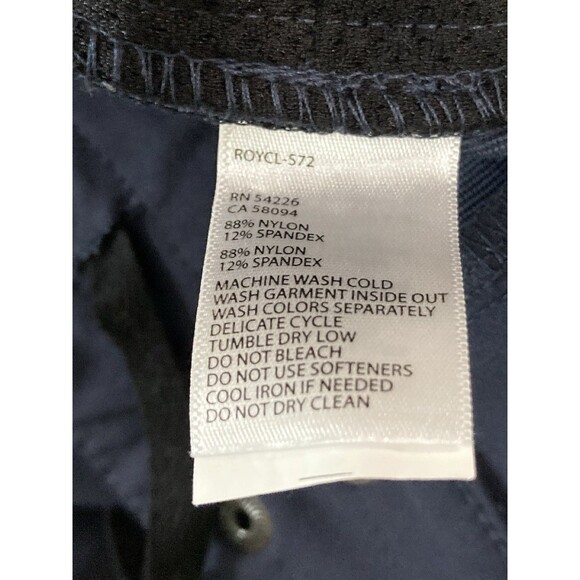 ROYCL-S72
RN 54226
CA 58094
88% NYLON
12% SPANDEX
88% NYLON
12% SPANDEX
MACHINE WASH COLD
WASH GARMENT INSIDE OUT
WASH COLORS SEPARATELY
DELICATE CYCLE
TUMBLE DRY LOW
DO NOT BLEACH
DO NOT USE SOFTENERS
COOL IRON IF NEEDED
DO NOT DRY CLEAN